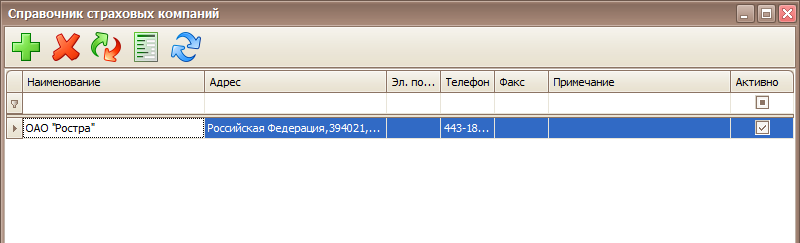 Справочник страховых компаний
Наименование Адрес Эл. по... Телефон Факс Примечание Активно
ОАО "Ростра" Российская Федерация,394021,... 443-18...